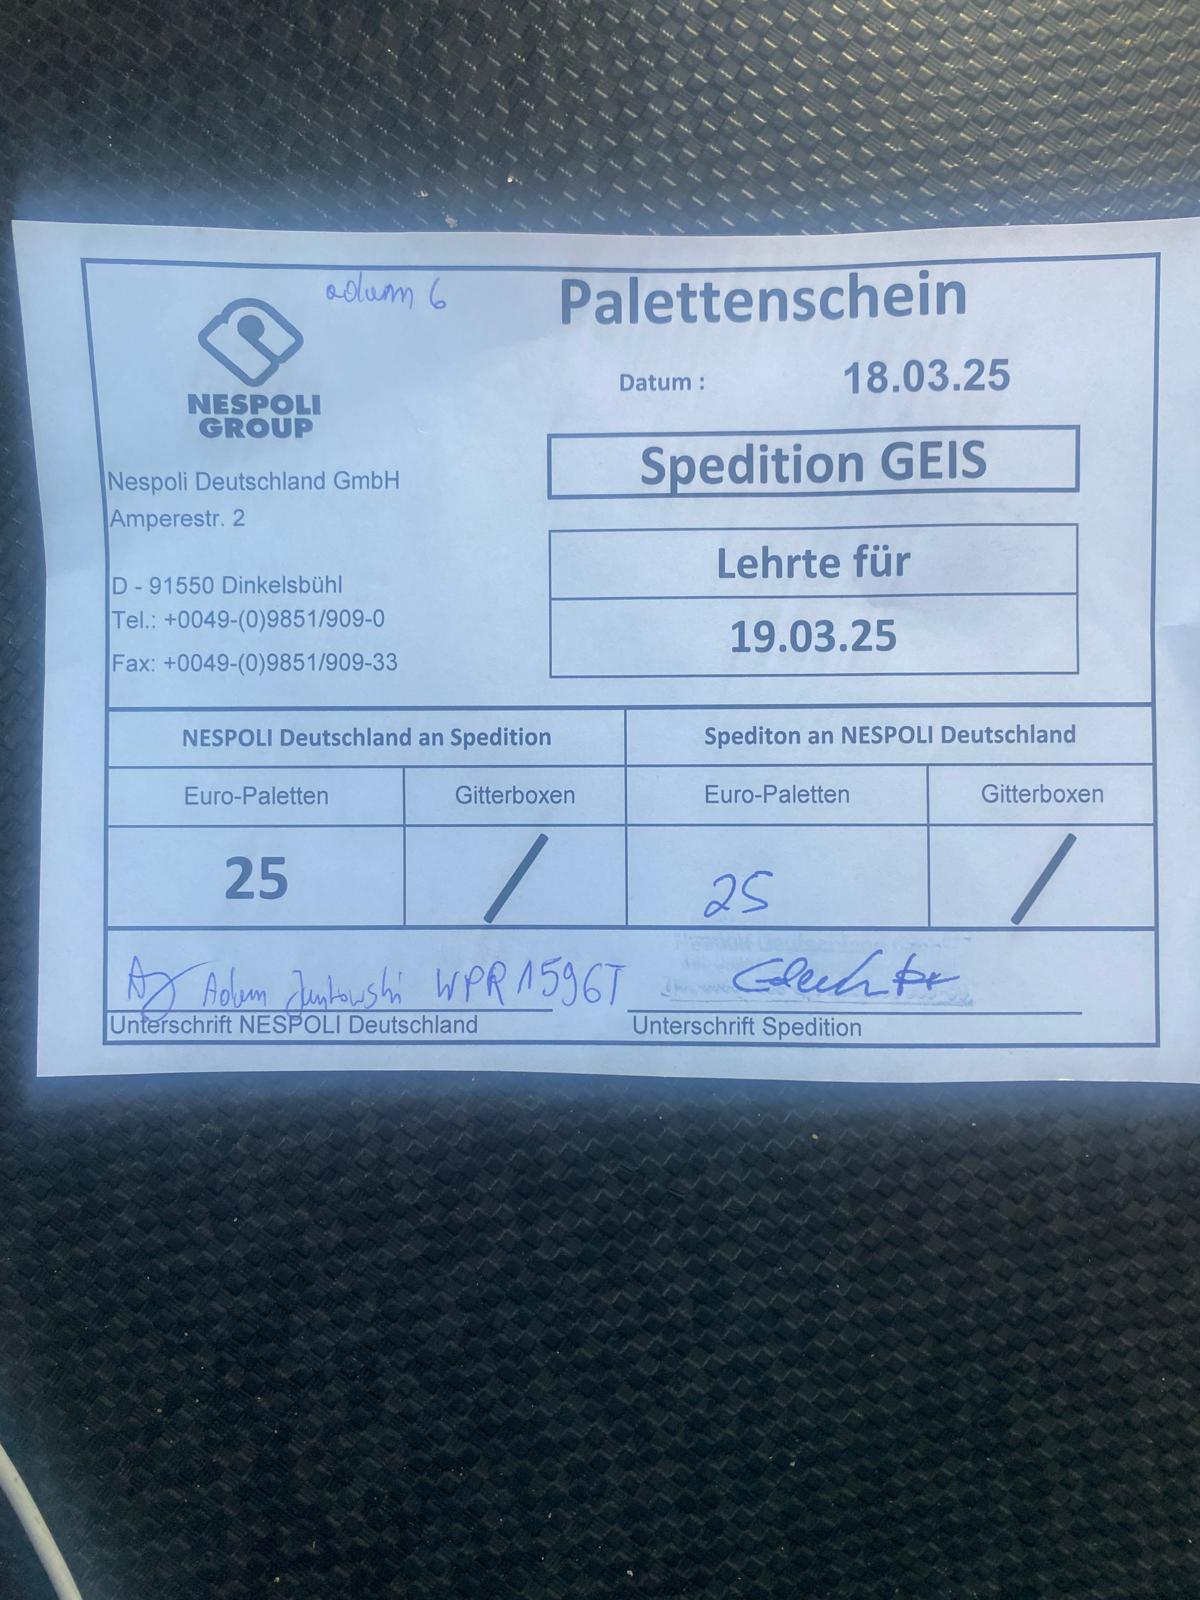 adam 6
Palettenschein
Datum : 18.03.25
NESPOLI
GROUP
Spedition GEIS
Nespoli Deutschland GmbH
Amperestr. 2
Lehrte für
D - 91550 Dinkelsbühl
Tel.: +0049-(0)9851/909-0
19.03.25
Fax: +0049-(0)9851/909-33
NESPOLI Deutschland an Spedition Spediton an NESPOLI Deutschland
Euro-Paletten Gitterboxen Euro-Paletten Gitterboxen
25 / 25 /
Adam WPR1596T
Unterschrift NESPOLI Deutschland Unterschrift Spedition